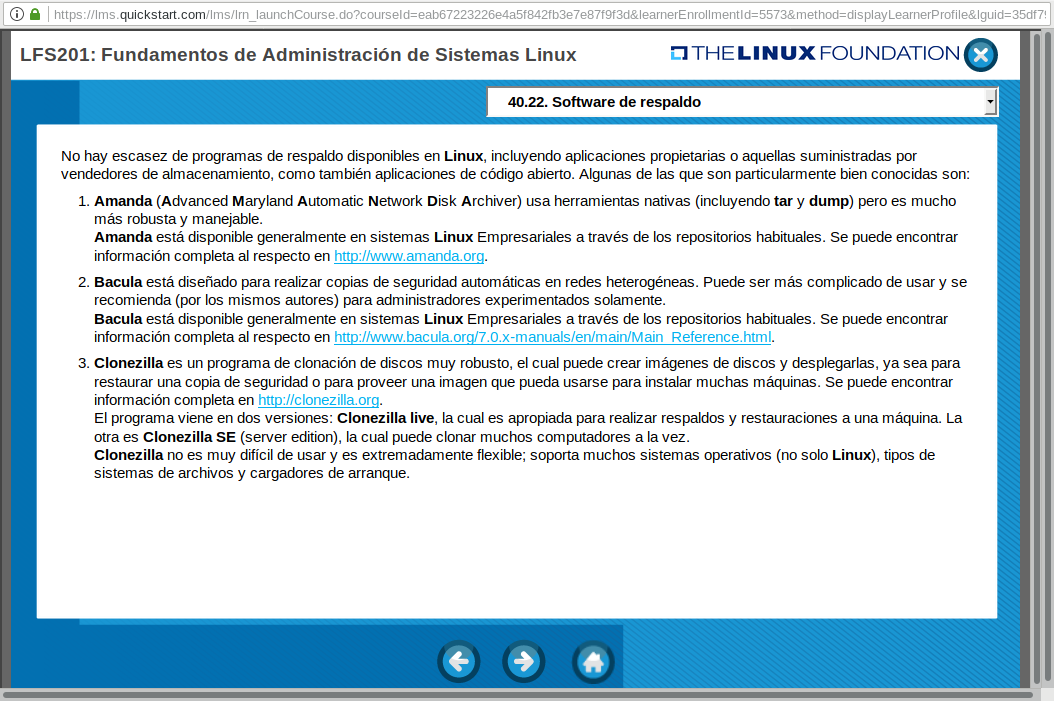 https://lms.quickstart.com/lms/lrn_launchCourse.do?courseId=eab67223226e4a5f842fb3e7e87f9f3d&learnerEnrollmentId=5573&method=displayLearnerProfile&lguid=35df79
LFS201: Fundamentos de Administración de Sistemas Linux
THE LINUX FOUNDATION
40.22. Software de respaldo
No hay escasez de programas de respaldo disponibles en Linux, incluyendo aplicaciones propietarias o aquellas suministradas por
vendedores de almacenamiento, como también aplicaciones de código abierto. Algunas de las que son particularmente bien conocidas son:
1. Amanda (Advanced Maryland Automatic Network Disk Archiver) usa herramientas nativas (incluyendo tar y dump) pero es mucho
más robusta y manejable.
Amanda está disponible generalmente en sistemas Linux Empresariales a través de los repositorios habituales. Se puede encontrar
información completa al respecto en http://www.amanda.org.
2. Bacula está diseñado para realizar copias de seguridad automáticas en redes heterogéneas. Puede ser más complicado de usar y se
recomienda (por los mismos autores) para administradores experimentados solamente.
Bacula está disponible generalmente en sistemas Linux Empresariales a través de los repositorios habituales. Se puede encontrar
información completa al respecto en http://www.bacula.org/7.0.x-manuals/en/main/Main_Reference.html.
3. Clonezilla es un programa de clonación de discos muy robusto, el cual puede crear imágenes de discos y desplegarlas, ya sea para
restaurar una copia de seguridad o para proveer una imagen que pueda usarse para instalar muchas máquinas. Se puede encontrar
información completa en http://clonezilla.org.
El programa viene en dos versiones: Clonezilla live, la cual es apropiada para realizar respaldos y restauraciones a una máquina. La
otra es Clonezilla SE (server edition), la cual puede clonar muchos computadores a la vez.
Clonezilla no es muy difícil de usar y es extremadamente flexible; soporta muchos sistemas operativos (no solo Linux), tipos de
sistemas de archivos y cargadores de arranque.